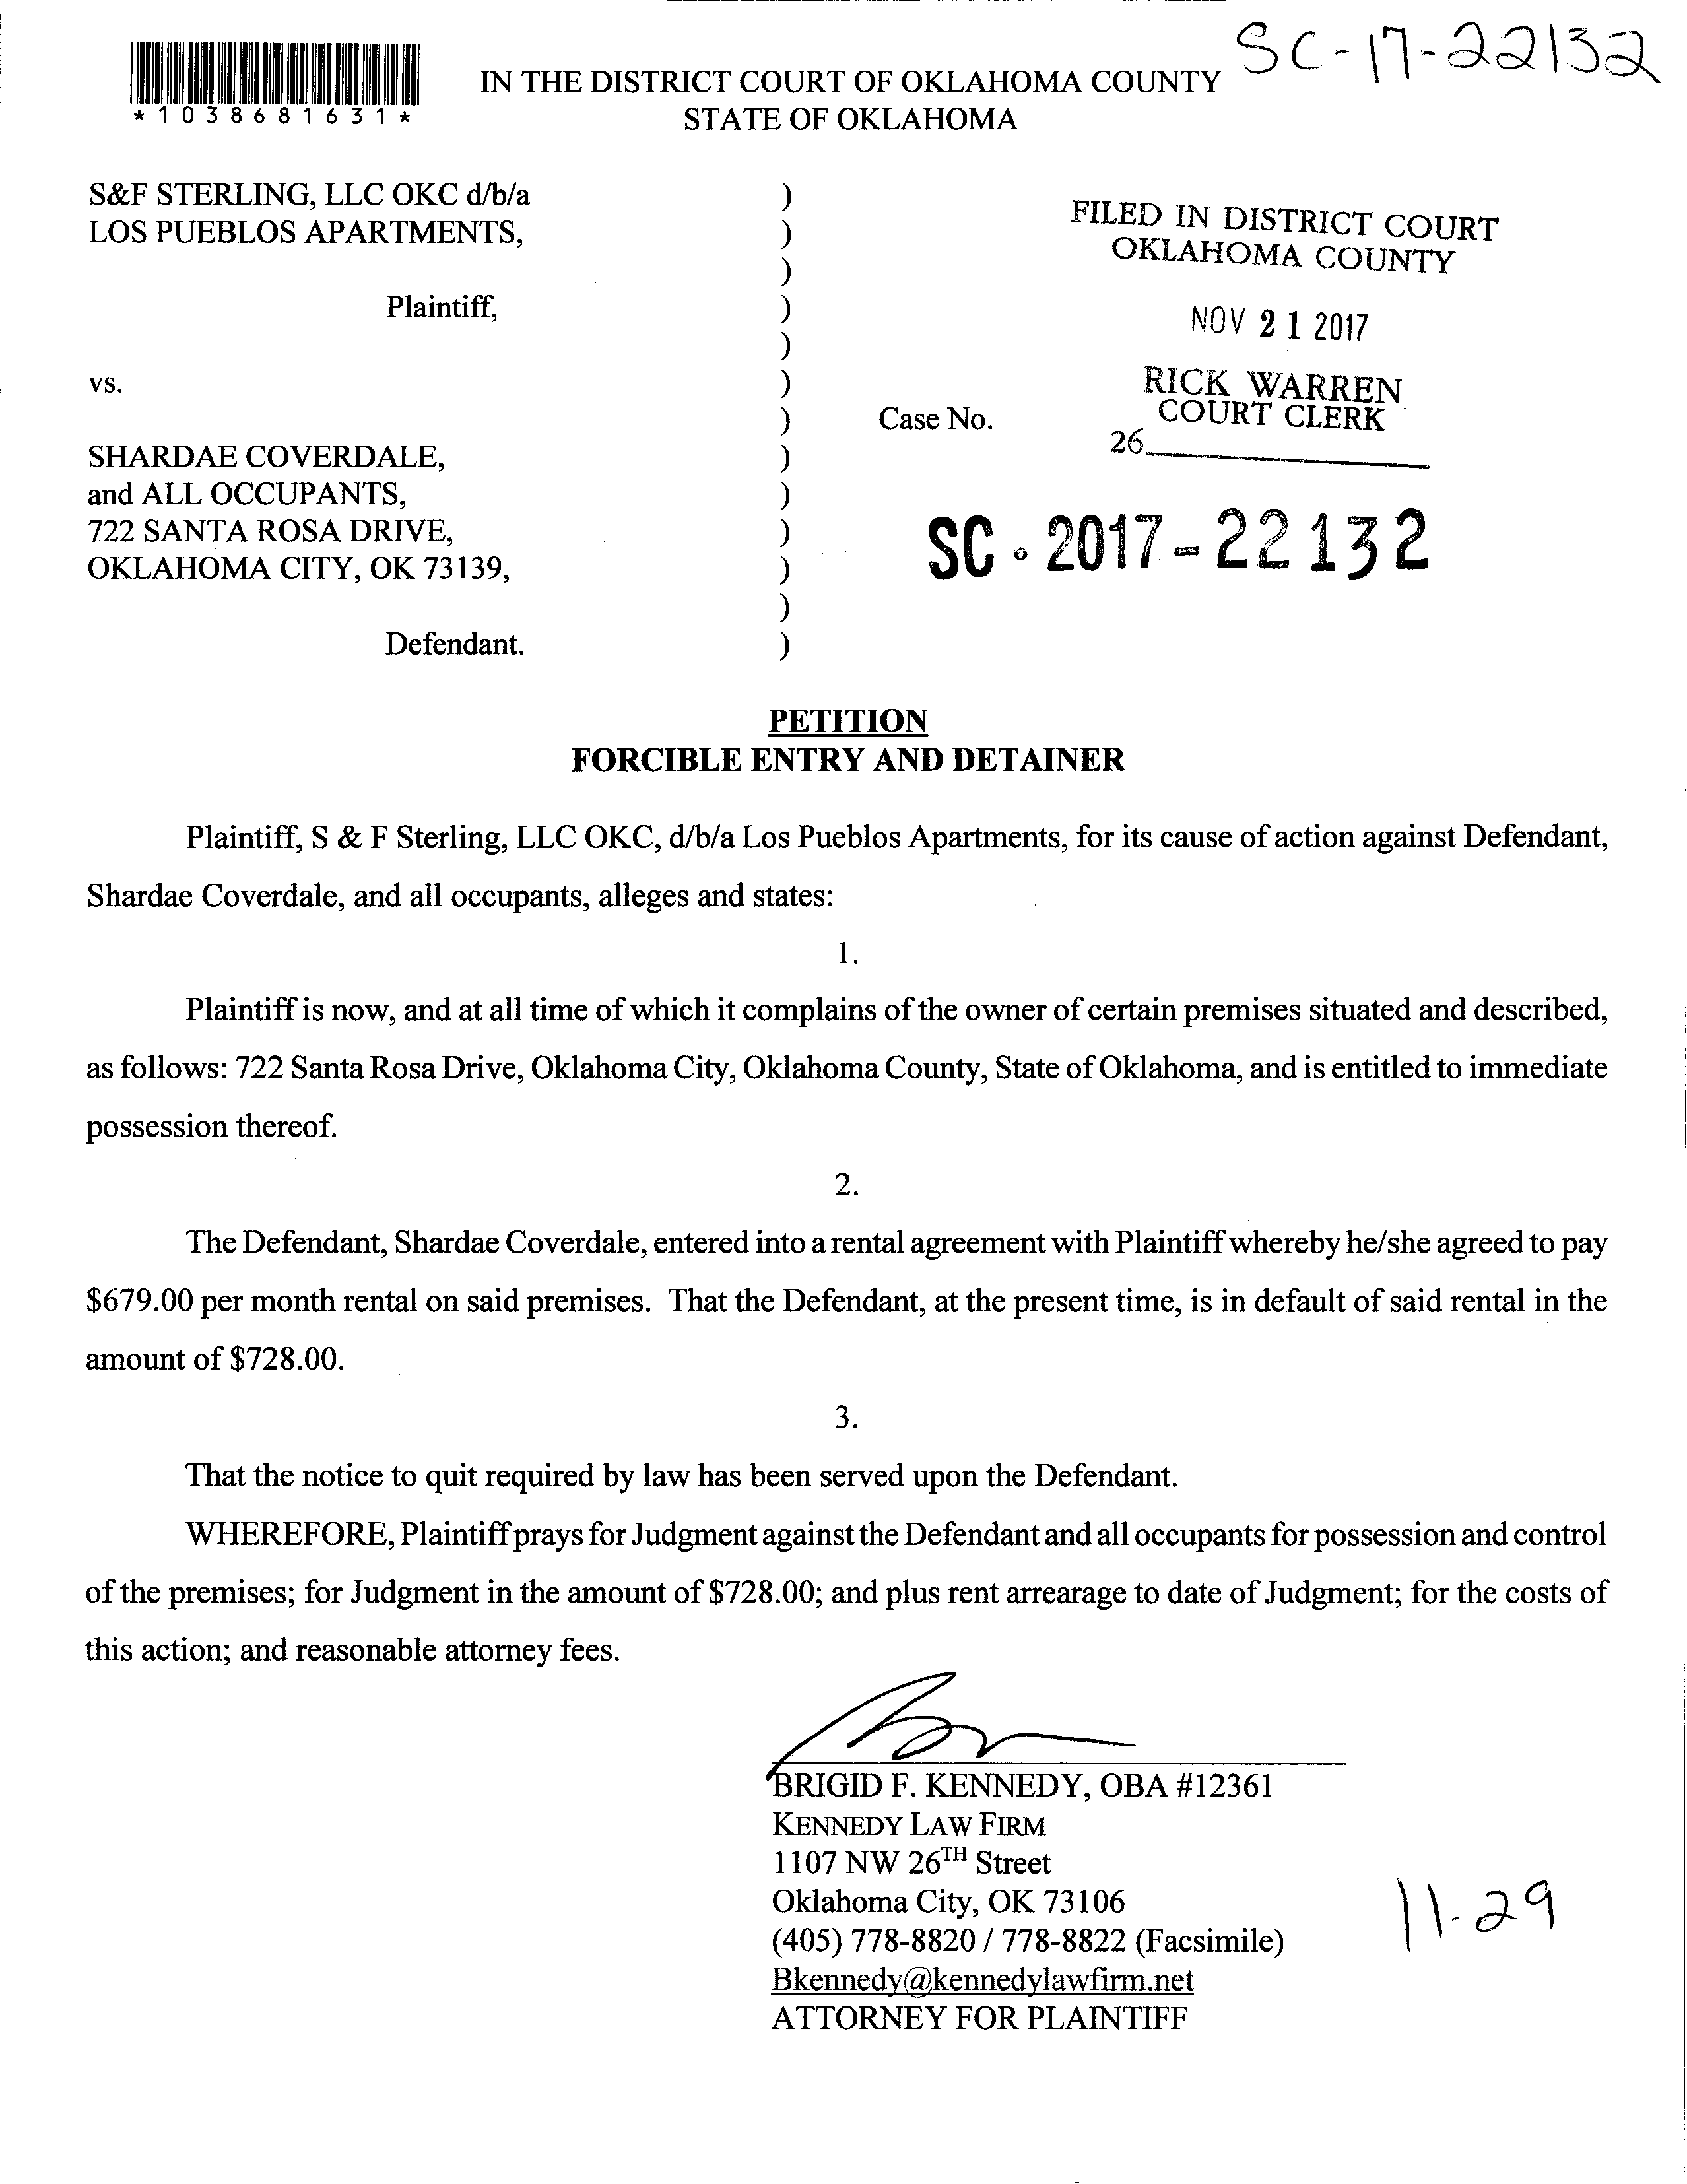 SC-17-22132
*1038681631*
IN THE DISTRICT COURT OF OKLAHOMA COUNTY
STATE OF OKLAHOMA
S&F STERLING, LLC OKC d/b/a )
LOS PUEBLOS APARTMENTS, )
)
Plaintiff, )
)
vs. )
) Case No.
SHARDAE COVERDALE, )
and ALL OCCUPANTS, )
722 SANTA ROSA DRIVE, )
OKLAHOMA CITY, OK 73139, )
)
Defendant. )
FILED IN DISTRICT COURT
OKLAHOMA COUNTY
NOV 21 2017
RICK WARREN
COURT CLERK
26
SC - 2017-22132
PETITION
FORCIBLE ENTRY AND DETAINER
Plaintiff, S & F Sterling, LLC OKC, d/b/a Los Pueblos Apartments, for its cause of action against Defendant,
Shardae Coverdale, and all occupants, alleges and states:
1.
Plaintiff is now, and at all time of which it complains of the owner of certain premises situated and described,
as follows: 722 Santa Rosa Drive, Oklahoma City, Oklahoma County, State of Oklahoma, and is entitled to immediate
possession thereof.
2.
The Defendant, Shardae Coverdale, entered into a rental agreement with Plaintiff whereby he/she agreed to pay
$679.00 per month rental on said premises. That the Defendant, at the present time, is in default of said rental in the
amount of $728.00.
3.
That the notice to quit required by law has been served upon the Defendant.
WHEREFORE, Plaintiff prays for Judgment against the Defendant and all occupants for possession and control
of the premises; for Judgment in the amount of $728.00; and plus rent arrearage to date of Judgment; for the costs of
this action; and reasonable attorney fees.
BRIGID F. KENNEDY, OBA #12361
KENNEDY LAW FIRM
1107 NW 26TH Street
Oklahoma City, OK 73106
(405) 778-8820 / 778-8822 (Facsimile)
Bkennedy@kennedylawfirm.net
ATTORNEY FOR PLAINTIFF
11-29